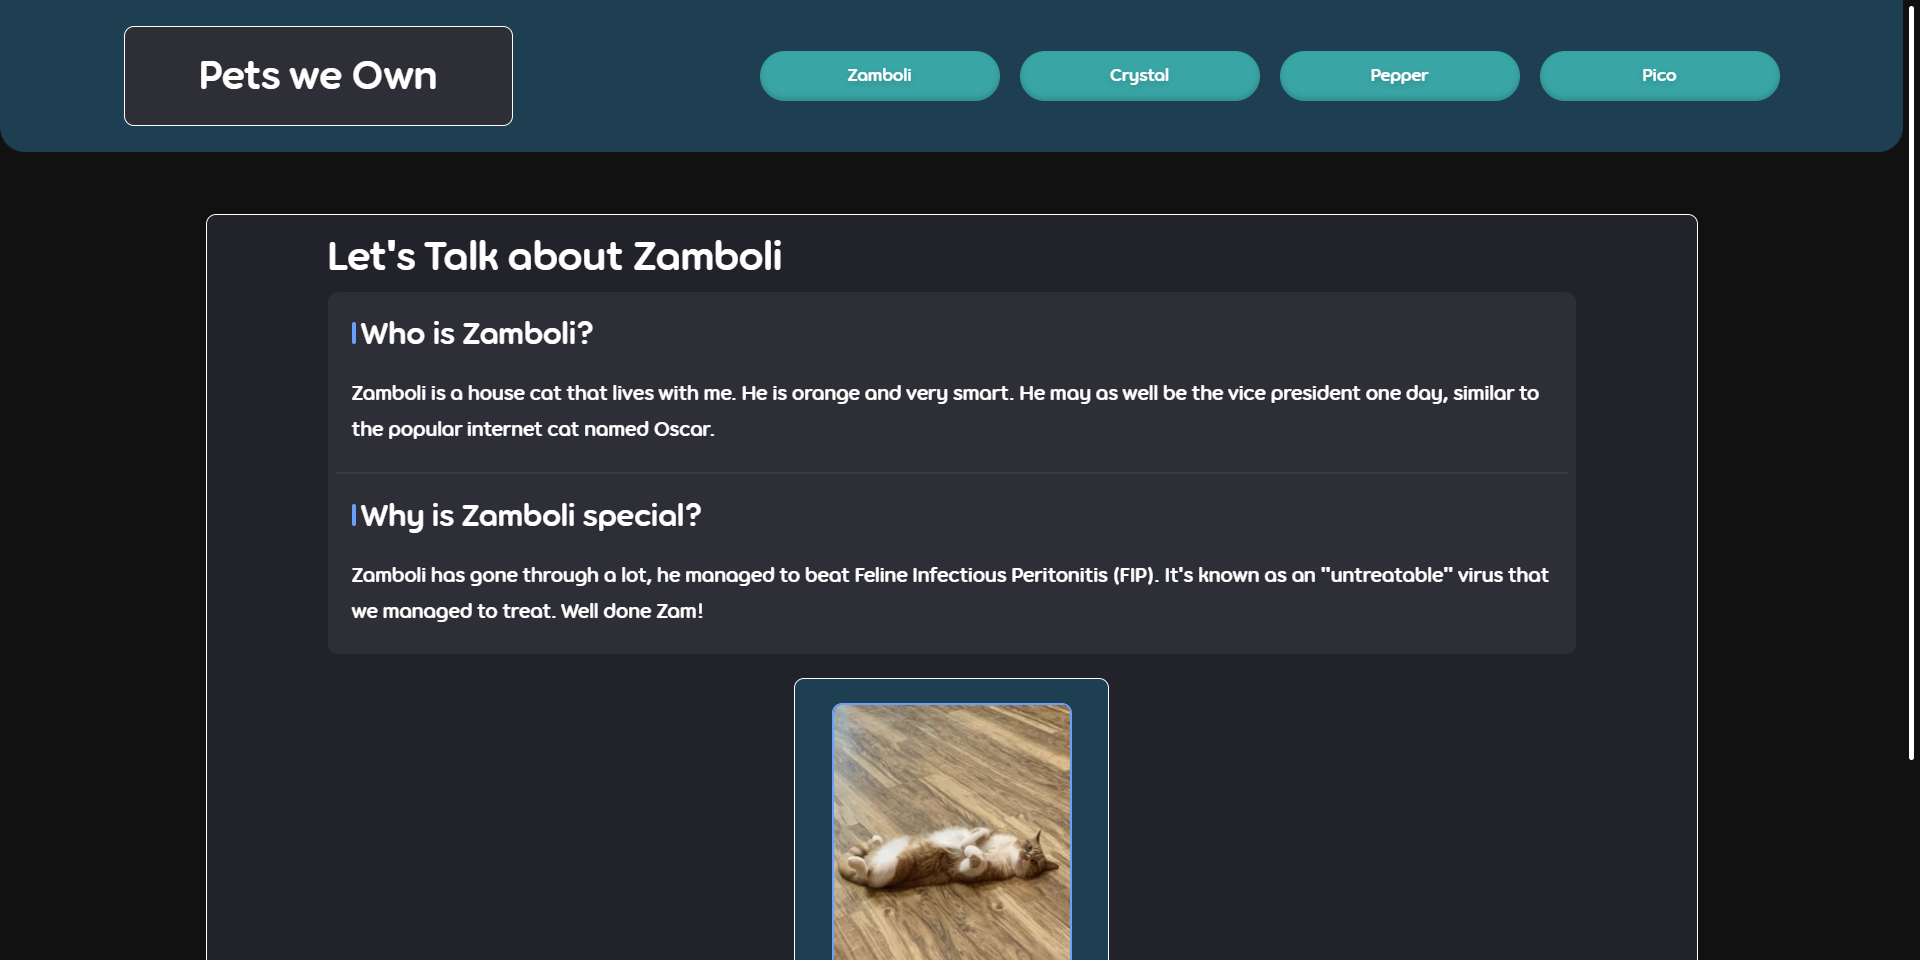 Pets we Own
Zamboli
Crystal
Pepper
Pico
Let's Talk about Zamboli
Who is Zamboli?
Zamboli is a house cat that lives with me. He is orange and very smart. He may as well be the vice president one day, similar to
the popular internet cat named Oscar.
Why is Zamboli special?
Zamboli has gone through a lot, he managed to beat Feline Infectious Peritonitis (FIP). It's known as an "untreatable" virus that
we managed to treat. Well done Zam!